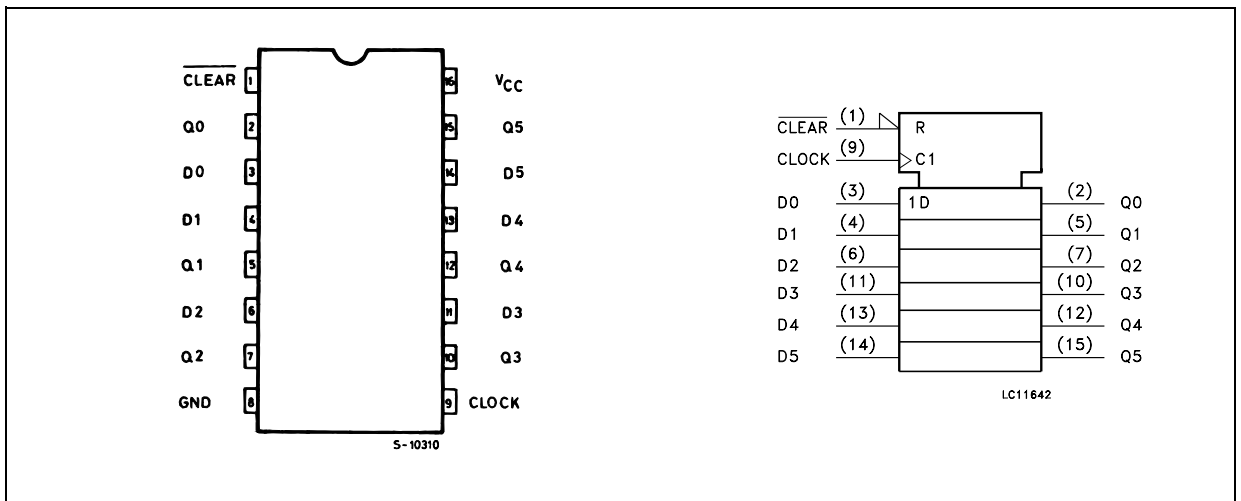 CLEAR 1 16 VCC
Q0 2 15 Q5
D0 3 14 D5
D1 4 13 D4
Q1 5 12 Q4
D2 6 11 D3
Q2 7 10 Q3
GND 8 9 CLOCK
S-10310
CLEAR (1) R
CLOCK (9) C1
D0 (3) 1D (2) Q0
D1 (4) (5) Q1
D2 (6) (7) Q2
D3 (11) (10) Q3
D4 (13) (12) Q4
D5 (14) (15) Q5
LC11642